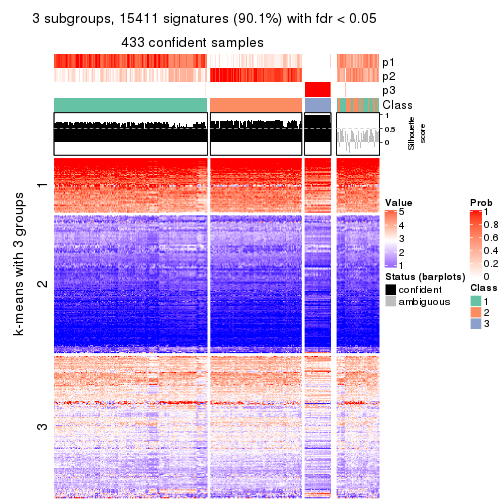 3 subgroups, 15411 signatures (90.1%) with fdr < 0.05
433 confident samples
p1
p2
p3
Class
1
0.5
0
Silhouette
score
k-means with 3 groups
1
2
3
Value
5
4
3
2
1
Status (barplots)
confident
ambiguous
Prob
1
0.8
0.6
0.4
0.2
0
Class
1
2
3